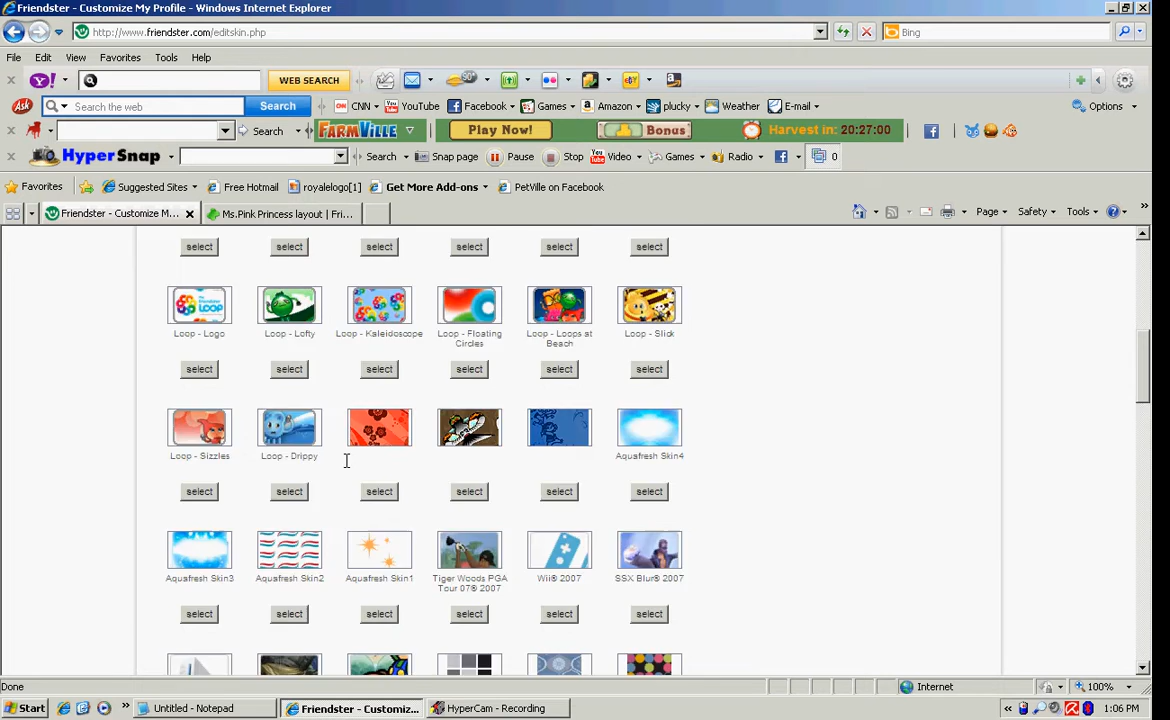 Friendster - Customize My Profile - Windows Internet Explorer
http://www.friendster.com/editskin.php
Bing
File Edit View Favorites Tools Help
Y! WEB SEARCH 50° eBY a
Ask Search the web Search CNN YouTube Facebook Games Amazon plucky Weather E-mail Options
Search FARMVILLE Play Now! Bonus Harvest in: 20:27:00
HyperSnap Search Snap page Pause Stop Video Games Radio 0
Favorites Suggested Sites Free Hotmail royalelogo[1] Get More Add-ons PetVille on Facebook
Friendster - Customize M... Ms.Pink Princess layout | Fri... Page Safety Tools
select select select select select select
The Friendster LOOP
Loop - Logo Loop - Lofty Loop - Kaleidoscope Loop - Floating Circles Loop - Loops at Beach Loop - Slick
select select select select select select
Loop - Sizzles Loop - Drippy Aquafresh Skin4
select select select select select select
Aquafresh Skin3 Aquafresh Skin2 Aquafresh Skin1 Tiger Woods PGA Tour 07® 2007 Wii® 2007 SSX Blur® 2007
select select select select select select
Done Internet 100%
Start Untitled - Notepad Friendster - Customiz... HyperCam - Recording 1:06 PM